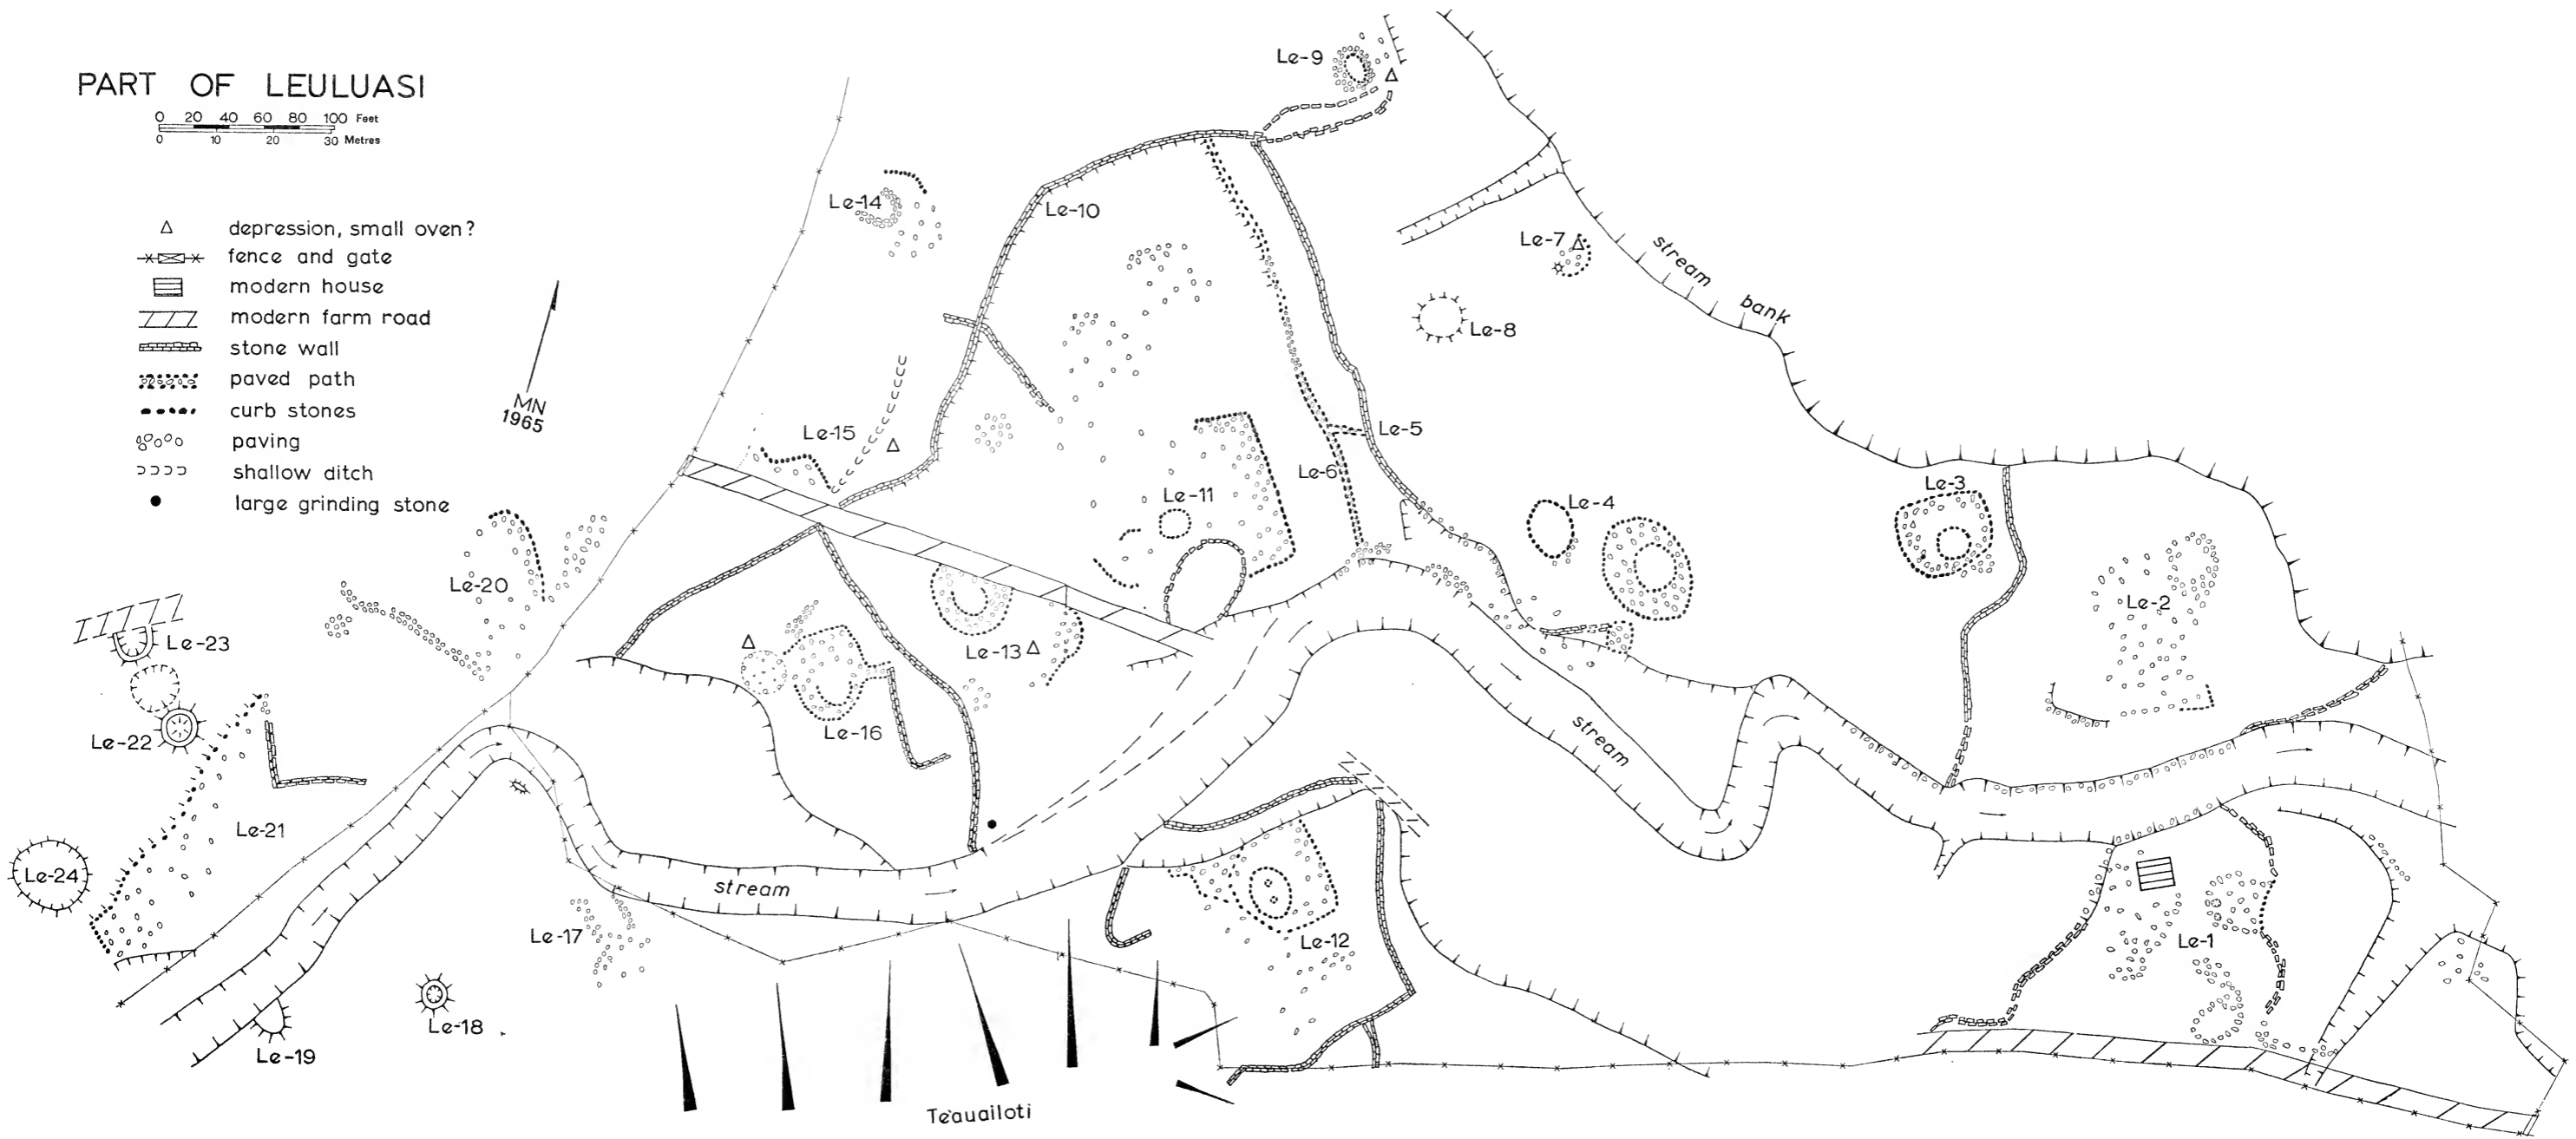 PART OF LEULUASI
0 20 40 60 80 100 Feet
0 10 20 30 Metres
depression, small oven?
fence and gate
modern house
modern farm road
stone wall
paved path
curb stones
paving
shallow ditch
large grinding stone
MN
1965
Le-9
Le-14
Le-10
Le-7
stream bank
Le-8
Le-15
Le-5
Le-6
Le-11
Le-4
Le-3
Le-20
Le-2
Le-23
Le-13
Le-22
Le-16
stream
Le-21
Le-24
stream
Le-17
Le-12
Le-1
Le-18
Le-19
Te'auailoti